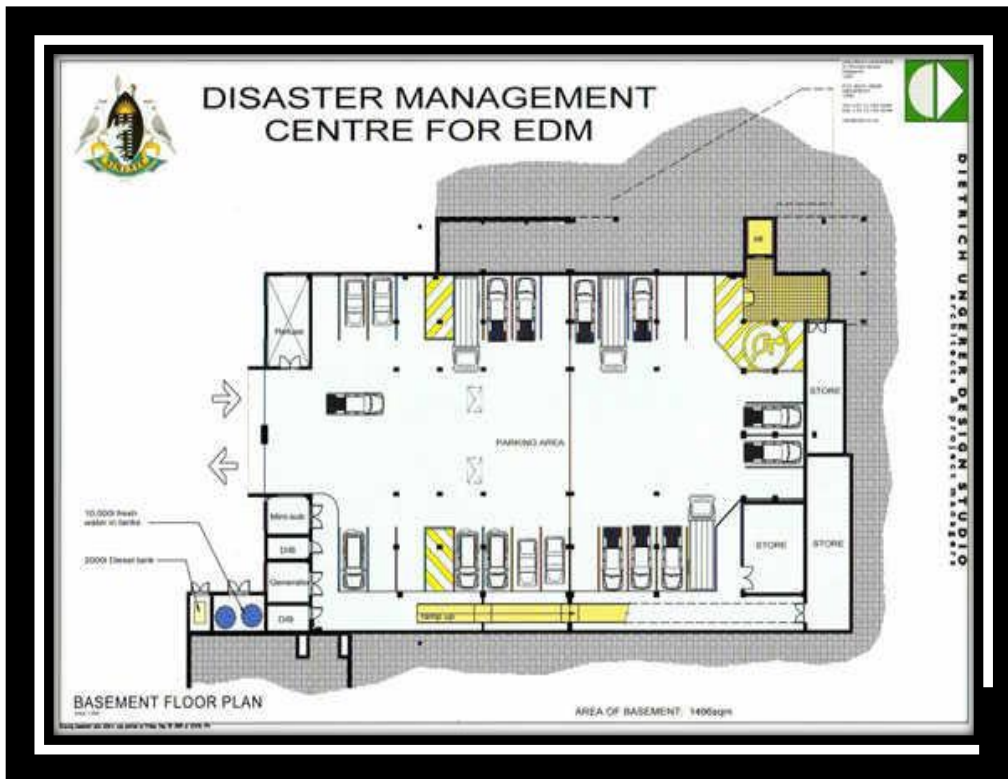 DISASTER MANAGEMENT
CENTRE FOR EDM
DIETRICH UNGERER DESIGN STUDIO
architects & project managers
Refuse
STORE
PARKING AREA
10,000l fresh
water in tanks
2000l Diesel tank
Mini sub
D/B
Generator
D/B
STORE
STORE
ramp up
BASEMENT FLOOR PLAN
AREA OF BASEMENT: 1496sqm